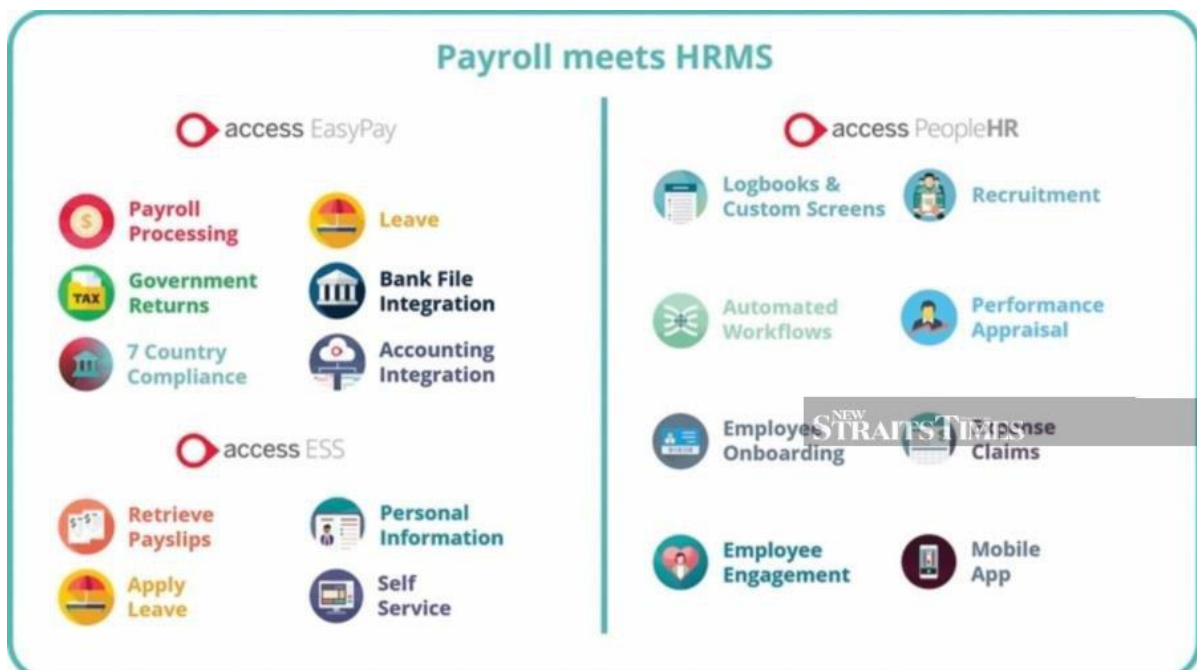 Payroll meets HRMS
access EasyPay
Payroll
Processing
Leave
Government
Returns
TAX
Bank File
Integration
7 Country
Compliance
Accounting
Integration
access ESS
Retrieve
Payslips
Personal
Information
Apply
Leave
Self
Service
access PeopleHR
Logbooks &
Custom Screens
Recruitment
Automated
Workflows
Performance
Appraisal
Employee
Onboarding
Expense
Claims
NEW
STRAITS TIMES
Employee
Engagement
Mobile
App